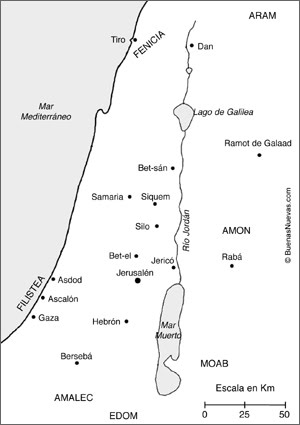 ARAM
Tiro
FENICIA
Dan
Mar
Mediterráneo
Lago de Galilea
Ramot de Galaad
Bet-sán
Samaria
Siquem
Silo
Río Jordán
AMON
© BuenasNuevas.com
Bet-el
Jericó
Rabá
Jerusalén
FILISTEA
Asdod
Ascalón
Gaza
Hebrón
Mar
Muerto
Bersebá
MOAB
AMALEC
EDOM
Escala en Km
0
25
50